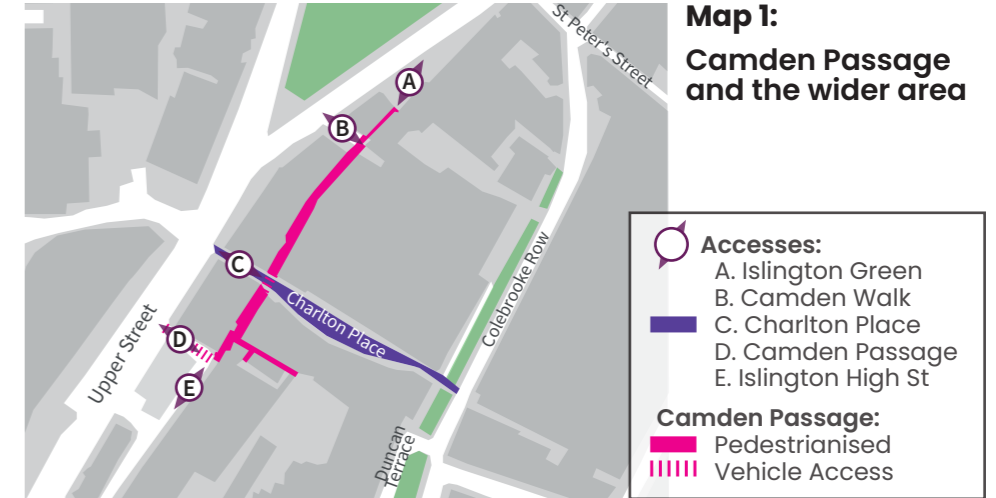 Map 1:
Camden Passage
and the wider area
St Peter's Street
A
B
C
Charlton Place
Colebrooke Row
Upper Street
D
E
Duncan
Terrace
Accesses:
A. Islington Green
B. Camden Walk
C. Charlton Place
D. Camden Passage
E. Islington High St
Camden Passage:
Pedestrianised
Vehicle Access